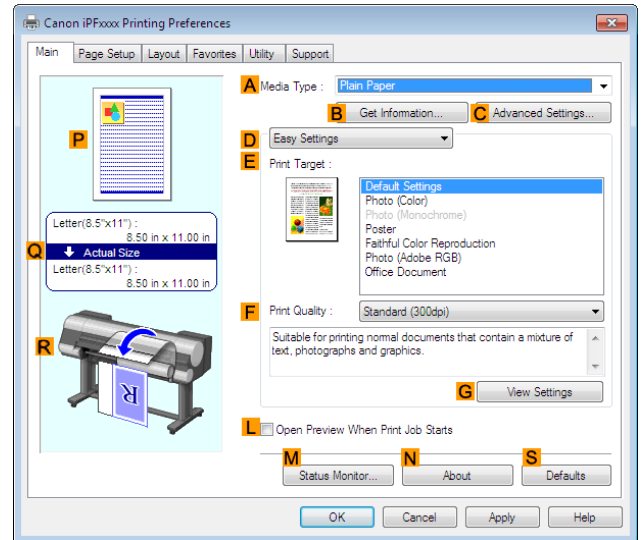 Canon iPFxxxx Printing Preferences
Main Page Setup Layout Favorites Utility Support
A Media Type : Plain Paper
B Get Information... C Advanced Settings...
P
D Easy Settings
E Print Target :
Default Settings
Photo (Color)
Photo (Monochrome)
Poster
Faithful Color Reproduction
Photo (Adobe RGB)
Office Document
Letter(8.5"x11") :
8.50 in x 11.00 in
Q Actual Size
Letter(8.5"x11") :
8.50 in x 11.00 in
F Print Quality : Standard (300dpi)
Suitable for printing normal documents that contain a mixture of
text, photographs and graphics.
R
R
G View Settings
L Open Preview When Print Job Starts
M Status Monitor... N About S Defaults
OK Cancel Apply Help